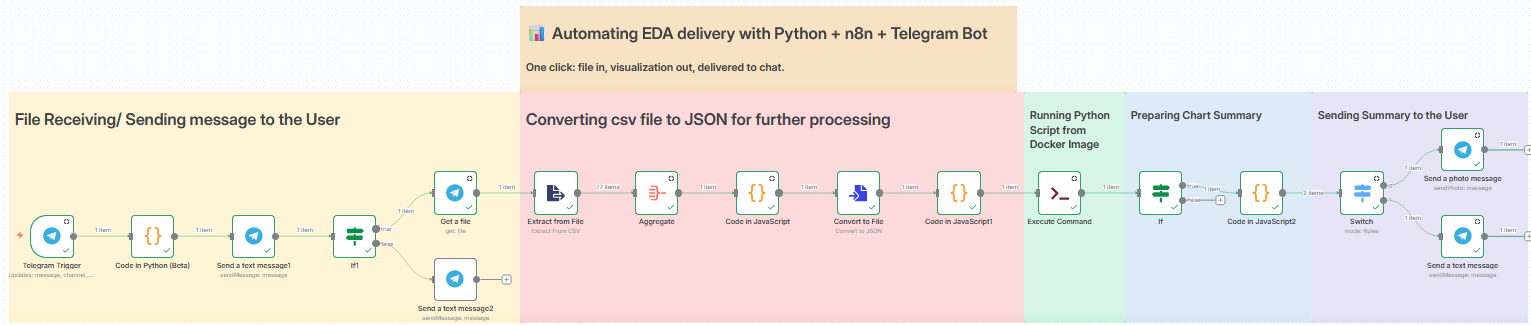 📊 Automating EDA delivery with Python + n8n + Telegram Bot
One click: file in, visualization out, delivered to chat.
File Receiving/ Sending message to the User
Converting csv file to JSON for further processing
Running Python
Script from
Docker Image
Preparing Chart Summary
Sending Summary to the User
Telegram Trigger
Updates: message, channel_...
1 item
Code in Python (Beta)
1 item
Send a text message1
sendMessage: message
1 item
If1
true
false
1 item
Get a file
get: file
1 item
Send a text message2
sendMessage: message
Extract from File
Extract From CSV
77 items
Aggregate
1 item
Code in JavaScript
1 item
Convert to File
Convert to JSON
1 item
Code in JavaScript1
1 item
Execute Command
1 item
If
true
false
1 item
Code in JavaScript2
2 items
Switch
mode: Rules
0
1
1 item
Send a photo message
sendPhoto: message
1 item
1 item
Send a text message
sendMessage: message
1 item